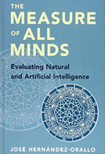 THE
MEASURE OF
ALL
MINDS
Evaluating Natural
and Artificial Intelligence
JOSÉ HERNÁNDEZ-ORALLO